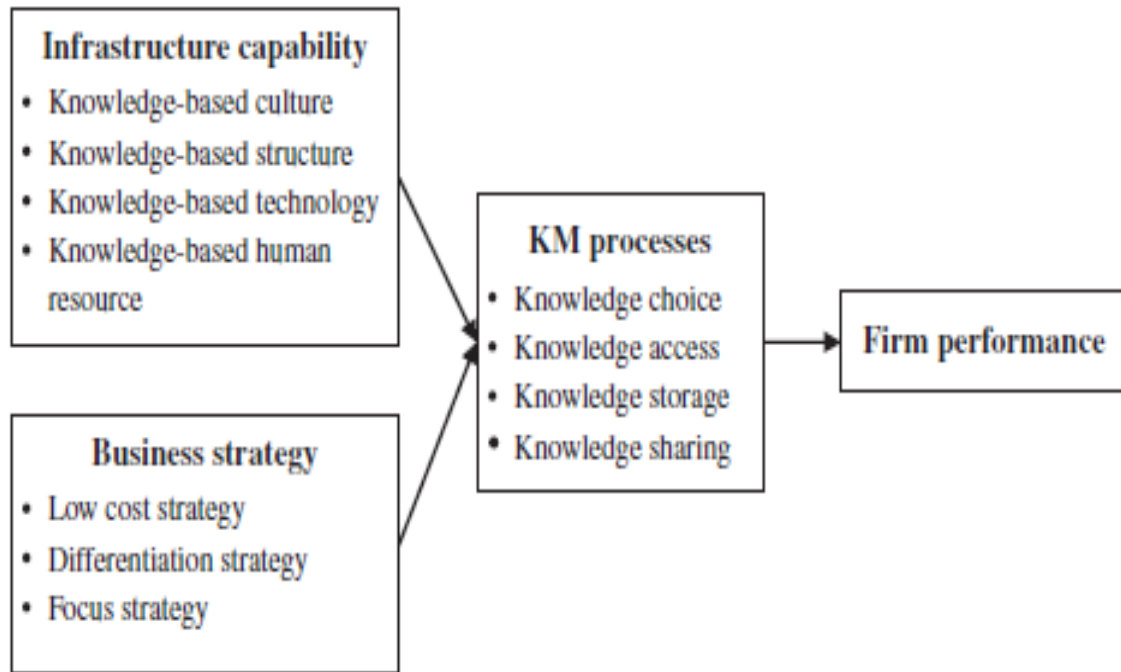 Infrastructure capability
• Knowledge-based culture
• Knowledge-based structure
• Knowledge-based technology
• Knowledge-based human
resource
Business strategy
• Low cost strategy
• Differentiation strategy
• Focus strategy
KM processes
• Knowledge choice
• Knowledge access
• Knowledge storage
• Knowledge sharing
Firm performance